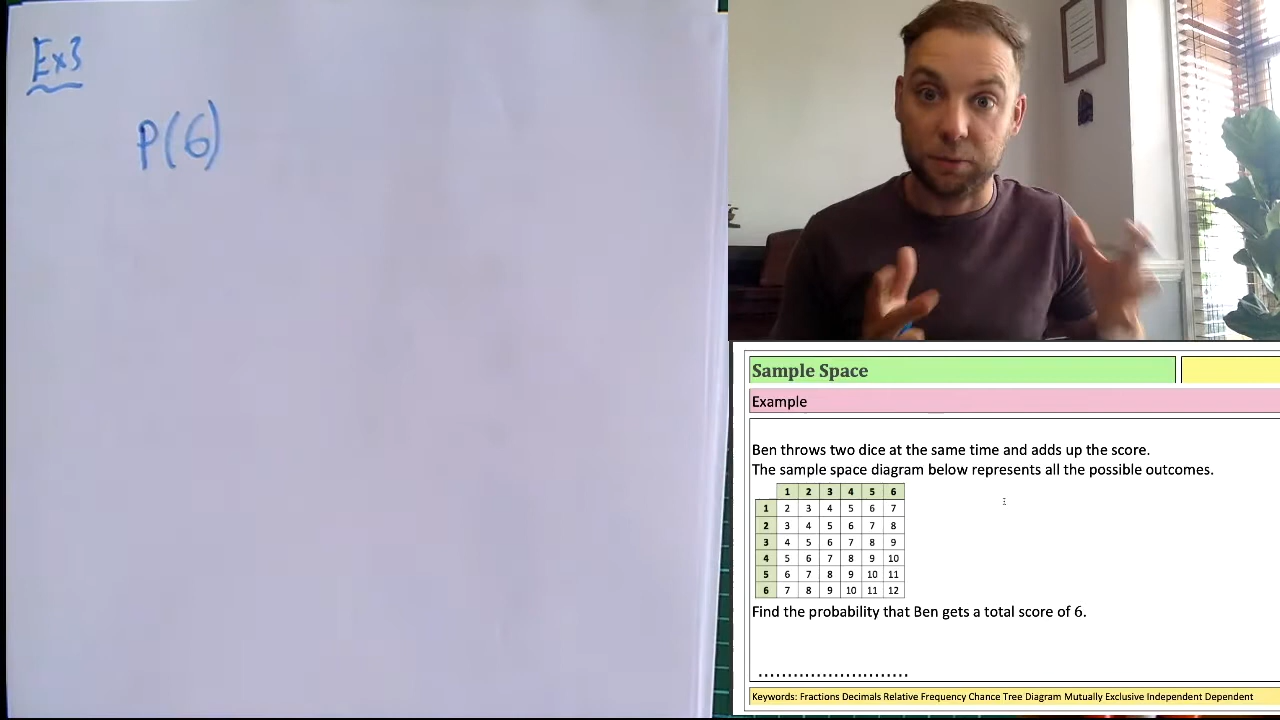 Ex3
P(6)
Sample Space
Example
Ben throws two dice at the same time and adds up the score.
The sample space diagram below represents all the possible outcomes.
1 2 3 4 5 6
1 2 3 4 5 6 7
2 3 4 5 6 7 8
3 4 5 6 7 8 9
4 5 6 7 8 9 10
5 6 7 8 9 10 11
6 7 8 9 10 11 12
Find the probability that Ben gets a total score of 6.
..........................
Keywords: Fractions Decimals Relative Frequency Chance Tree Diagram Mutually Exclusive Independent Dependent